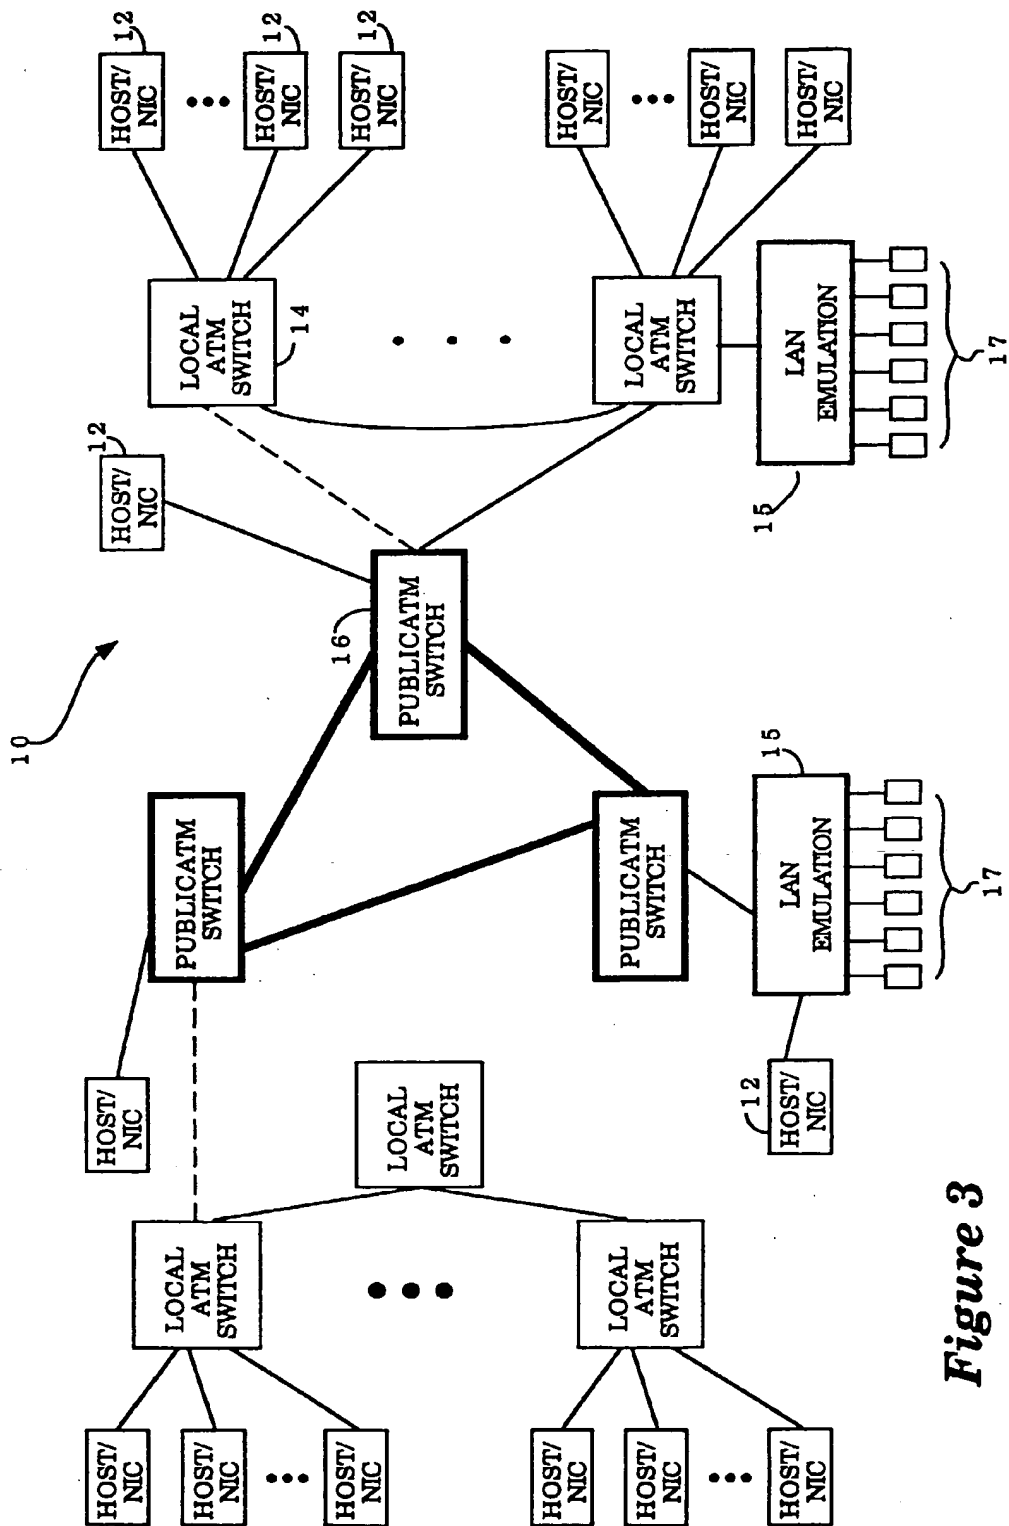 10
HOST/
NIC
HOST/
NIC
HOST/
NIC
LOCAL
ATM
SWITCH
HOST/
NIC
HOST/
NIC
HOST/
NIC
LOCAL
ATM
SWITCH
LOCAL
ATM
SWITCH
HOST/
NIC
PUBLICATM
SWITCH
PUBLICATM
SWITCH
16
PUBLICATM
SWITCH
12
HOST/
NIC
12
HOST/
NIC
15
LAN
EMULATION
17
LOCAL
ATM
SWITCH
14
HOST/
NIC
12
HOST/
NIC
12
HOST/
NIC
12
LOCAL
ATM
SWITCH
HOST/
NIC
HOST/
NIC
HOST/
NIC
15
LAN
EMULATION
17
Figure 3